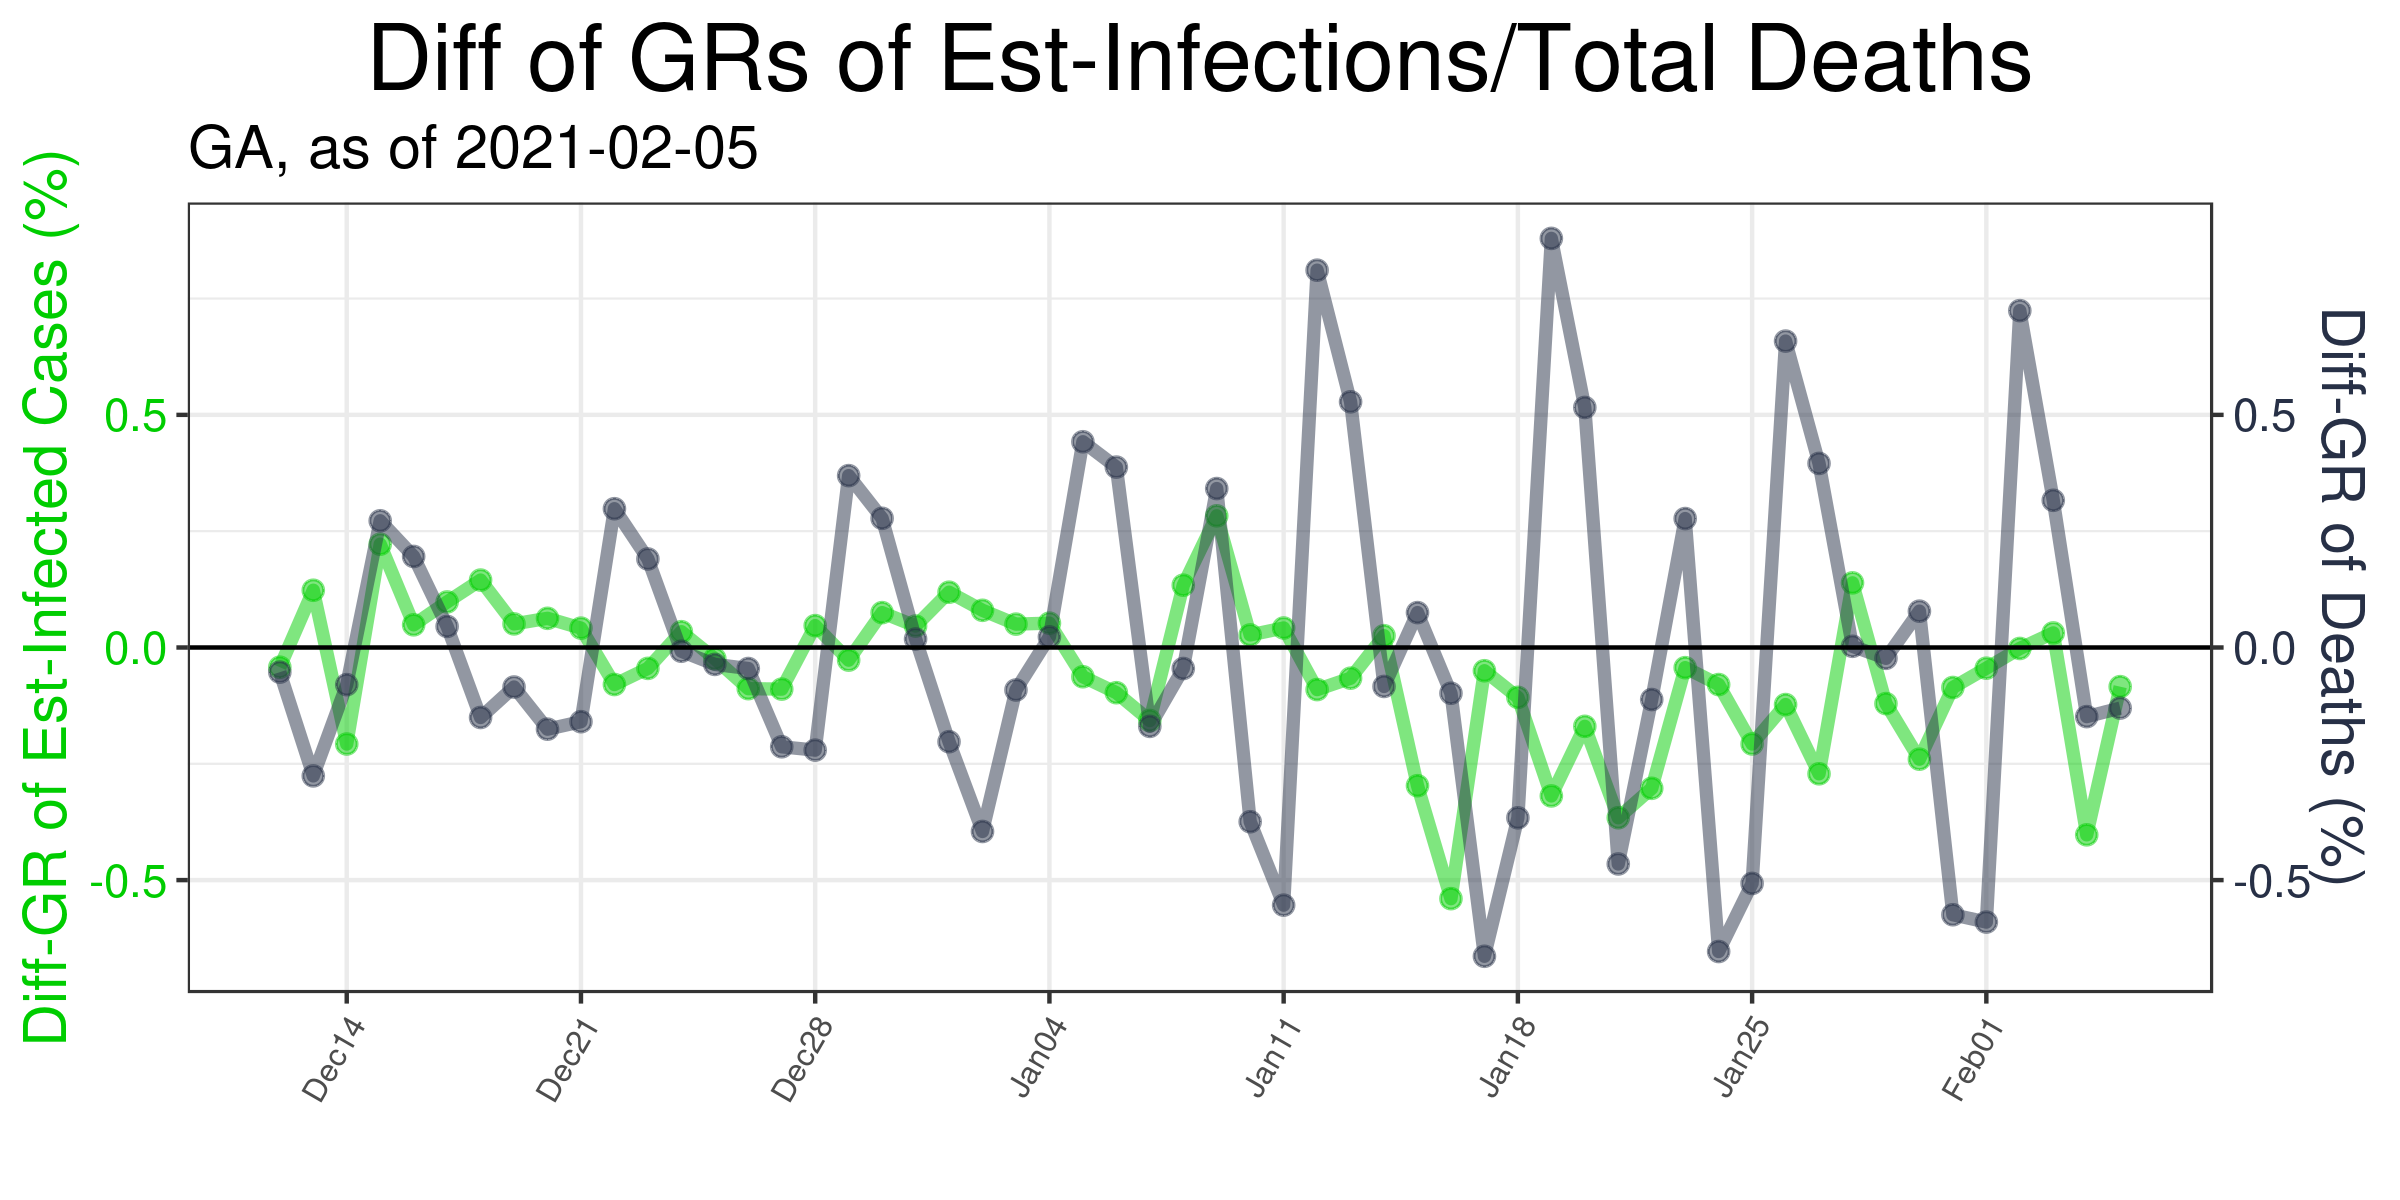 Diff of GRs of Est-Infections/Total Deaths
GA, as of 2021-02-05
Diff-GR of Est-Infected Cases (%)
0.5
0.0
-0.5
0.5
0.0
-0.5
Diff-GR of Deaths (%)
Dec14
Dec21
Dec28
Jan04
Jan11
Jan18
Jan25
Feb01